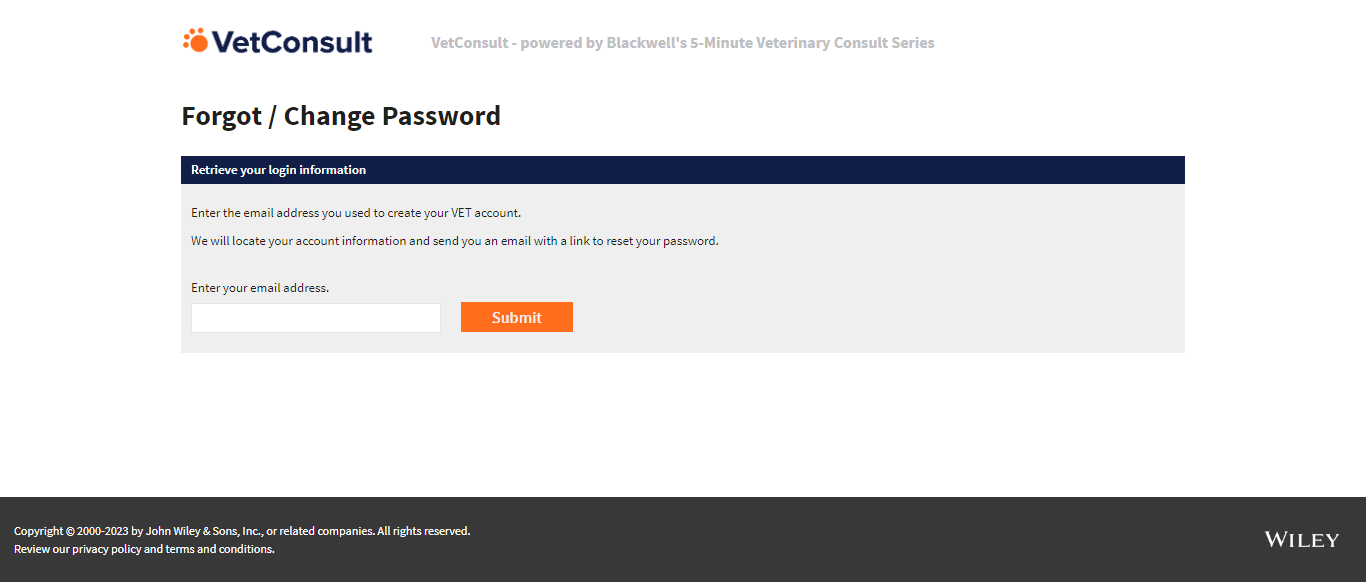 VetConsult
VetConsult - powered by Blackwell's 5-Minute Veterinary Consult Series
Forgot / Change Password
Retrieve your login information
Enter the email address you used to create your VET account.
We will locate your account information and send you an email with a link to reset your password.
Enter your email address.
Submit
Copyright © 2000-2023 by John Wiley & Sons, Inc., or related companies. All rights reserved.
Review our privacy policy and terms and conditions.
WILEY